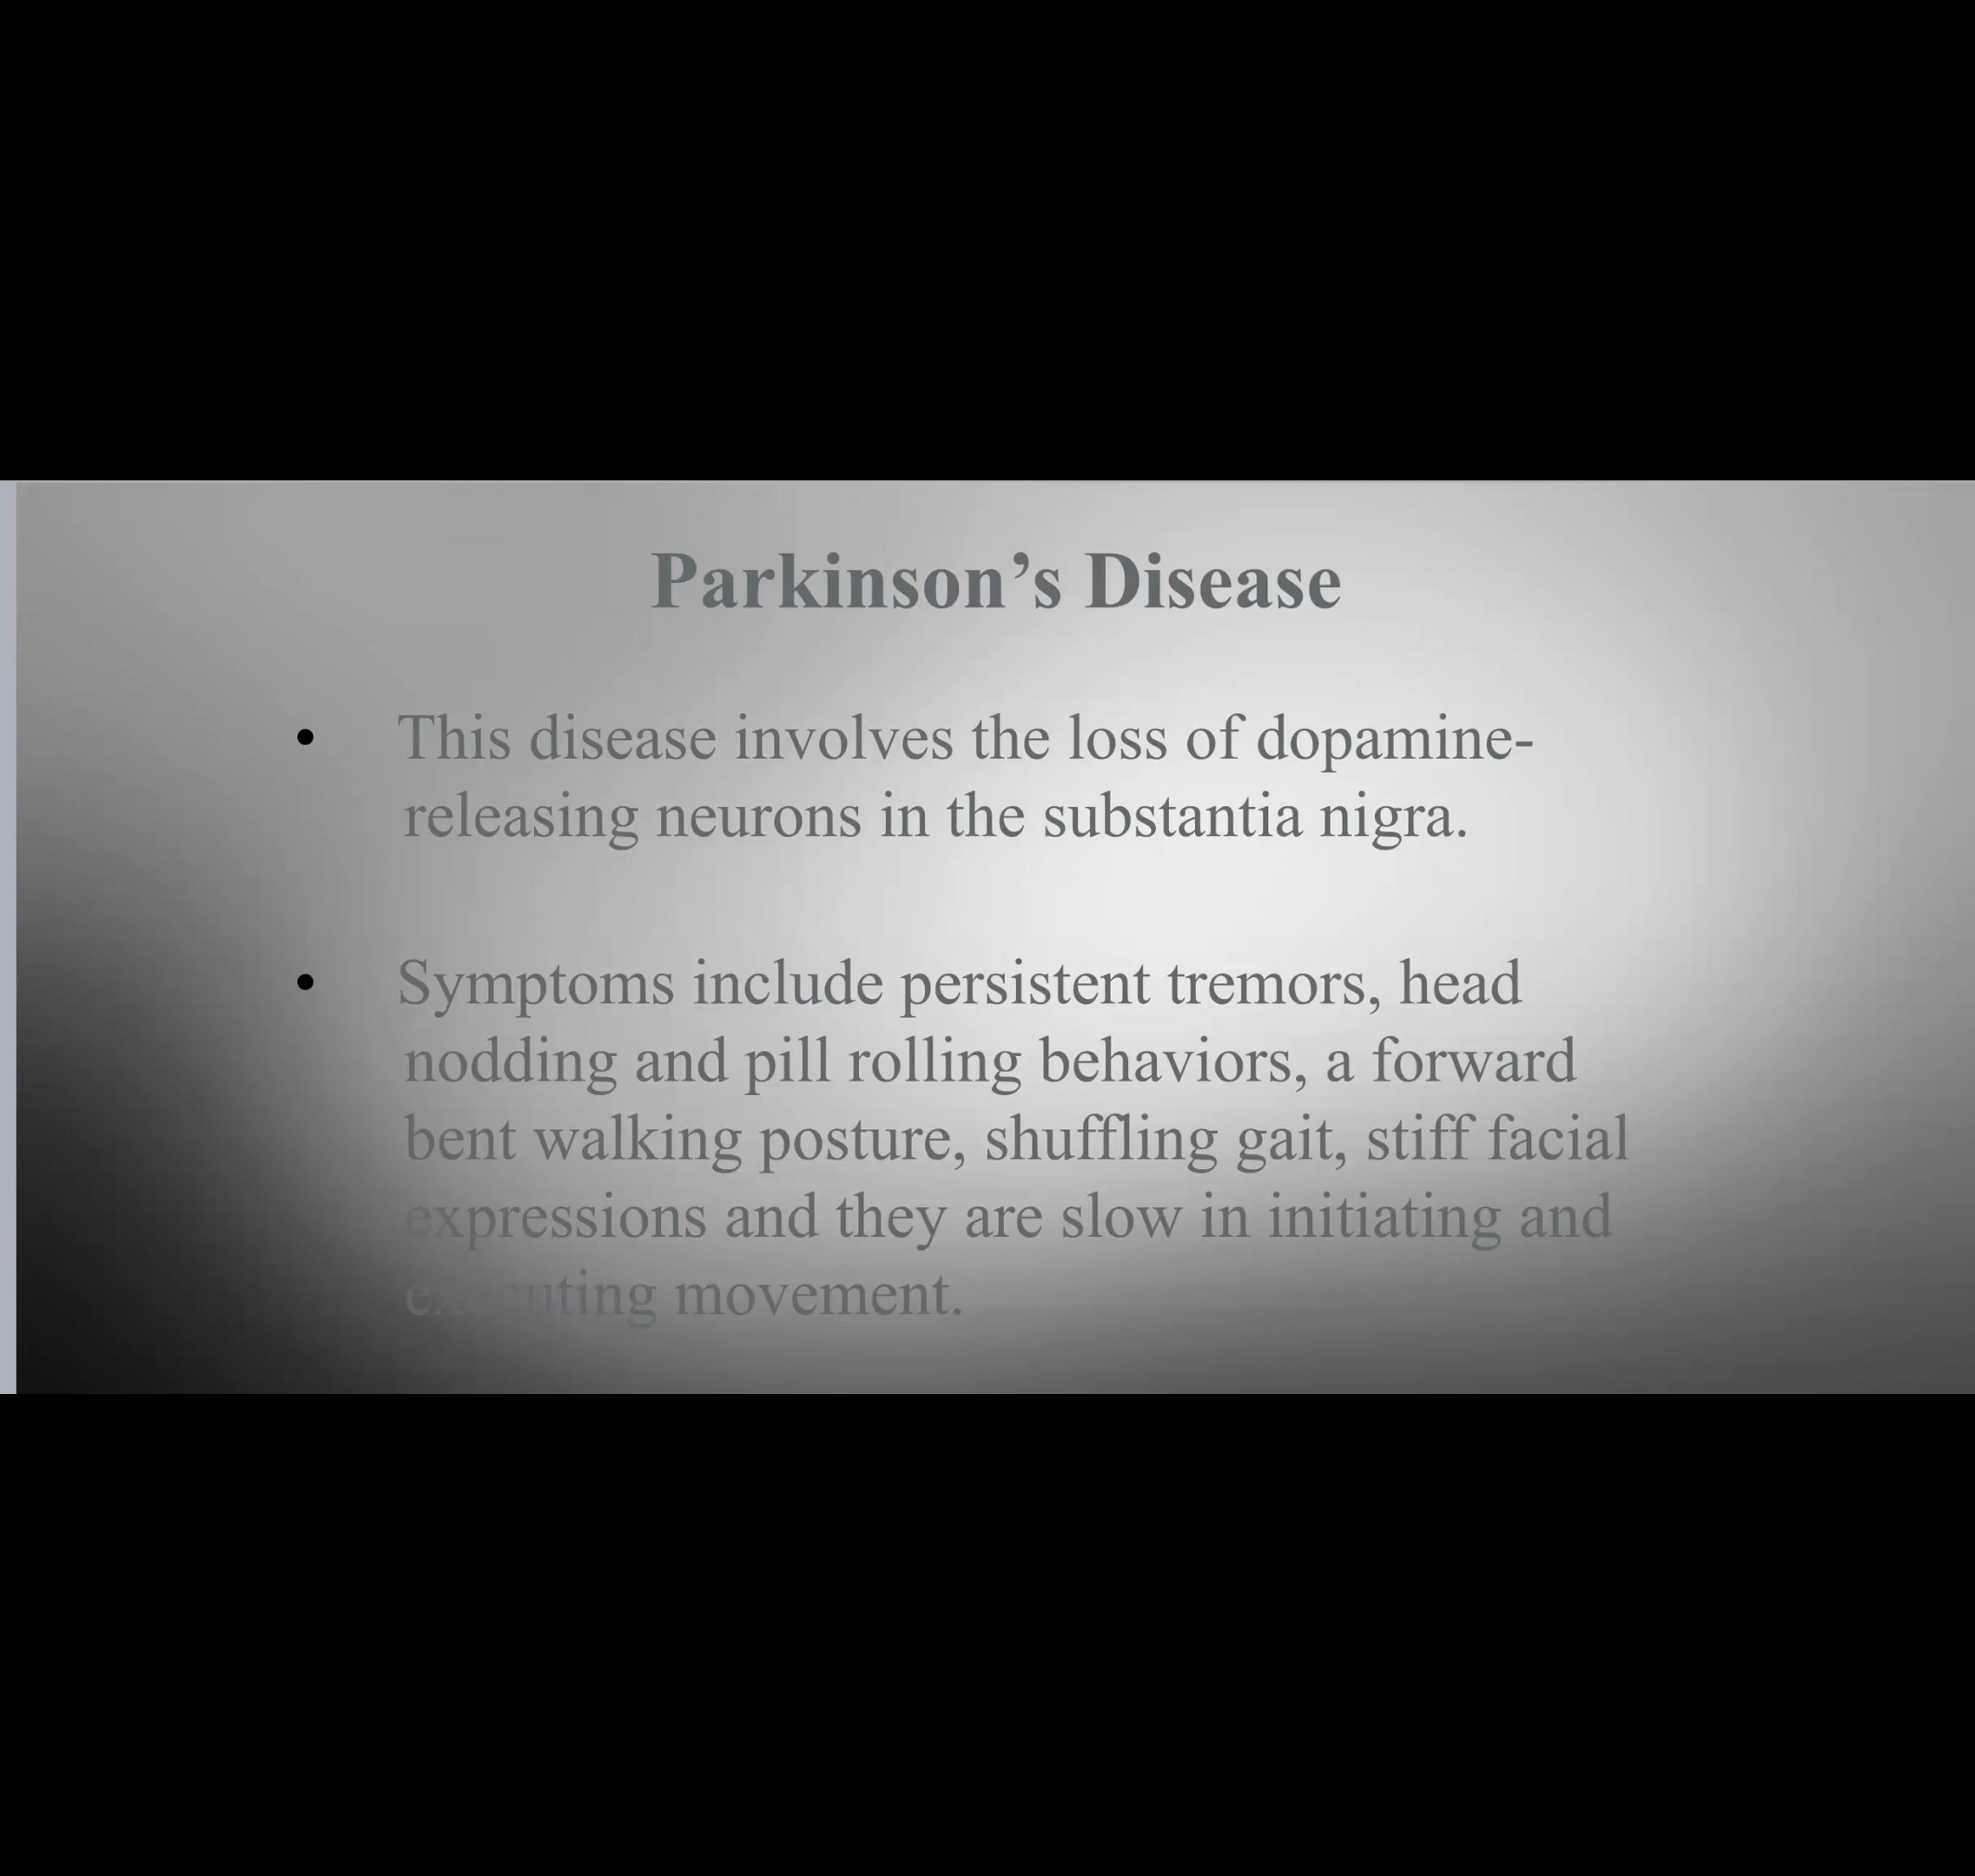 Parkinson’s Disease
• This disease involves the loss of dopamine-
releasing neurons in the substantia nigra.
• Symptoms include persistent tremors, head
nodding and pill rolling behaviors, a forward
bent walking posture, shuffling gait, stiff facial
expressions and they are slow in initiating and
executing movement.